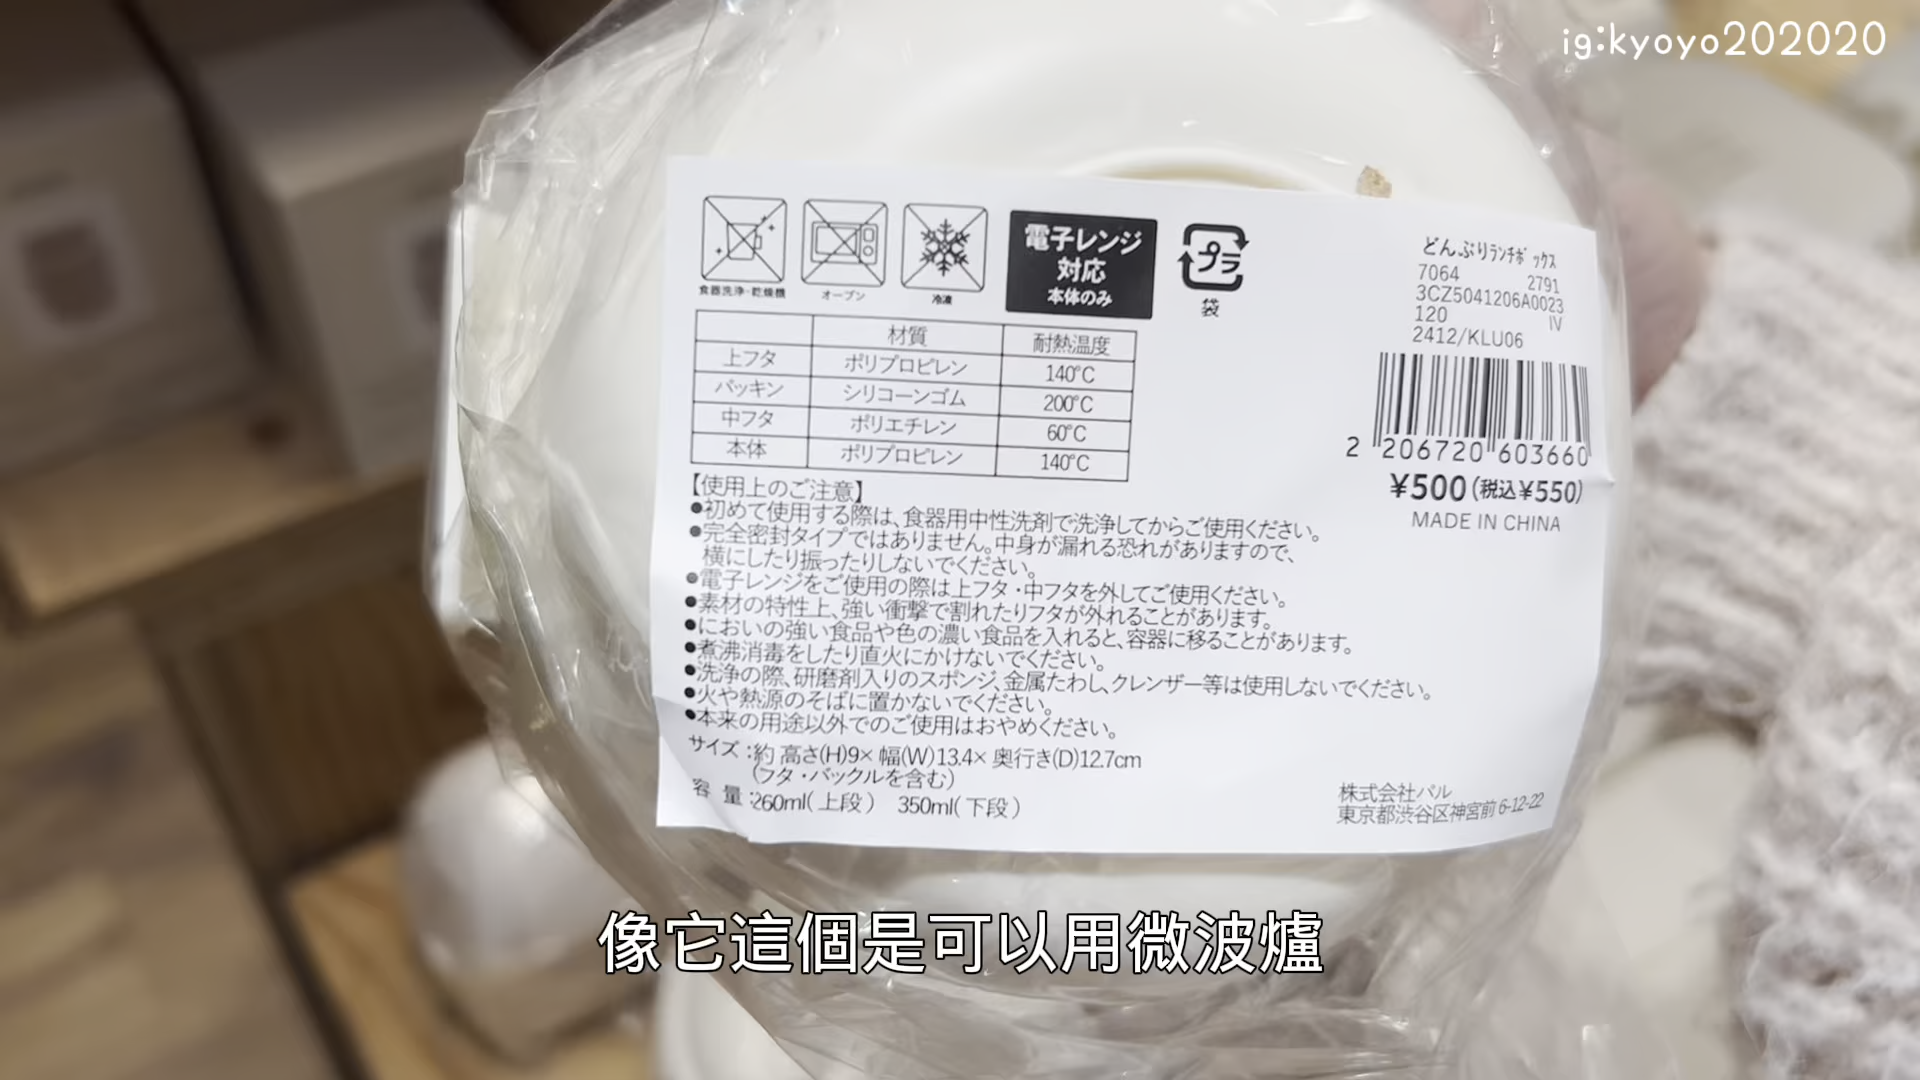 ig:kyoyo202020
食器洗浄・乾燥機
オーブン
冷凍
電子レンジ
対応
本体のみ
プラ
袋
どんぶりランチボックス
7064 2791
3CZ5041206A0023
120 IV
2412/KLU06
2 206720 603660
¥500(税込¥550)
MADE IN CHINA
材質 耐熱温度
上フタ ポリプロピレン 140℃
パッキン シリコーンゴム 200℃
中フタ ポリエチレン 60℃
本体 ポリプロピレン 140℃
【使用上のご注意】
●初めて使用する際は、食器用中性洗剤で洗浄してからご使用ください。
●完全密封タイプではありません。中身が漏れる恐れがありますので、
横にしたり振ったりしないでください。
●電子レンジをご使用の際は上フタ・中フタを外してご使用ください。
●素材の特性上、強い衝撃で割れたりフタが外れることがあります。
●においの強い食品や色の濃い食品を入れると、容器に移ることがあります。
●煮沸消毒をしたり直火にかけないでください。
●洗浄の際、研磨剤入りのスポンジ、金属たわし、クレンザー等は使用しないでください。
●火や熱源のそばに置かないでください。
●本来の用途以外でのご使用はおやめください。
サイズ:約 高さ(H)9× 幅(W)13.4× 奥行き(D)12.7cm
(フタ・バックルを含む)
容 量:260ml(上段) 350ml(下段)
株式会社パル
東京都渋谷区神宮前 6-12-22
像它這個是可以用微波爐